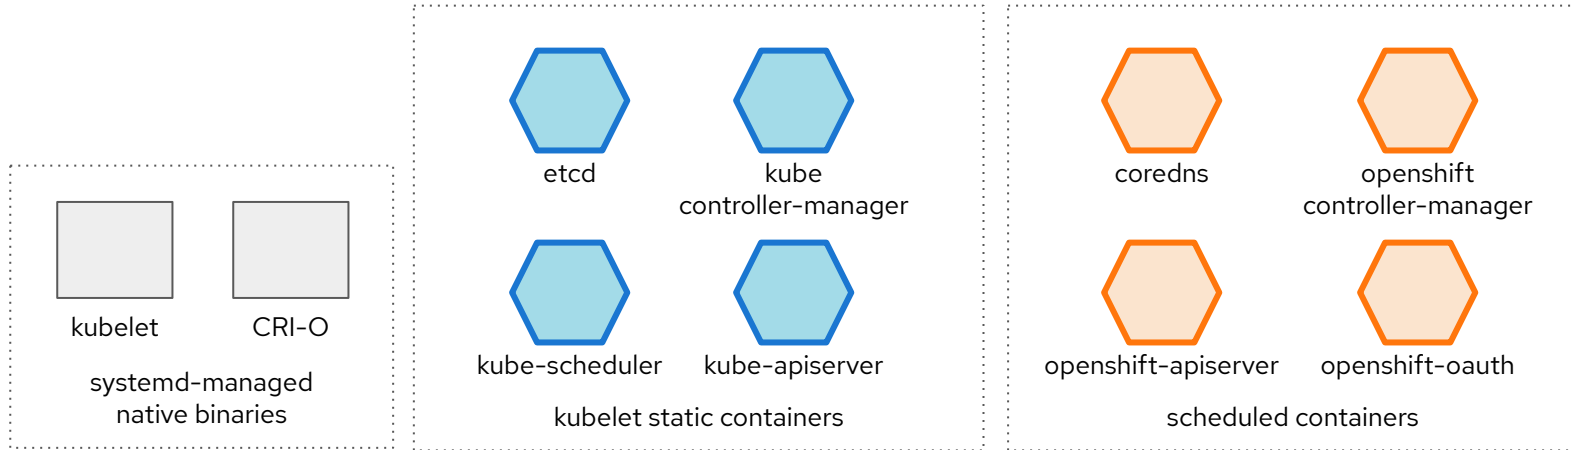 kubelet
CRI-O
systemd-managed
native binaries
etcd
kube
controller-manager
kube-scheduler
kube-apiserver
kubelet static containers
coredns
openshift
controller-manager
openshift-apiserver
openshift-oauth
scheduled containers